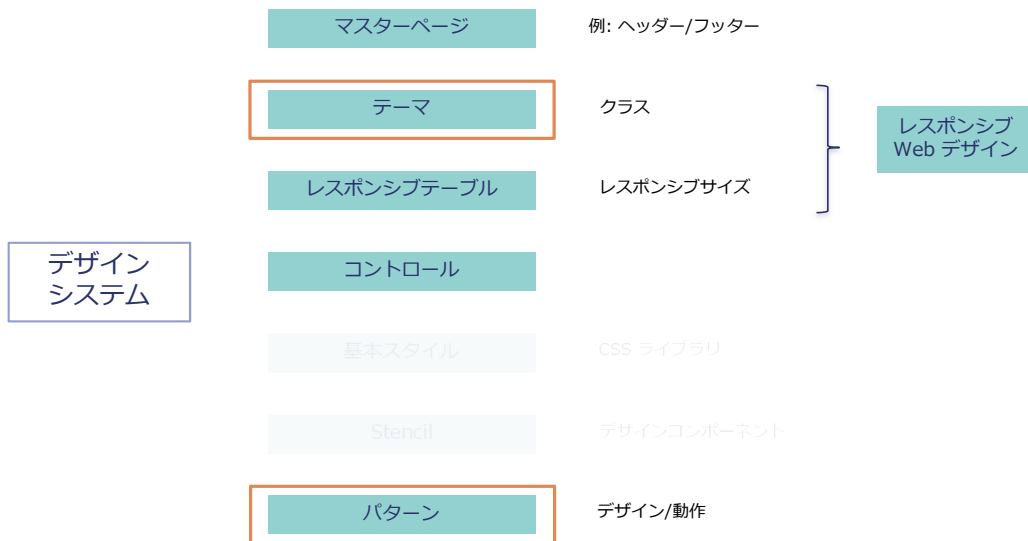 マスターページ 例: ヘッダー/フッター
テーマ クラス
レスポンシブ
Web デザイン
レスポンシブテーブル レスポンシブサイズ
デザイン
システム
コントロール
基本スタイル CSS ライブラリ
Stencil デザインコンポーネント
パターン デザイン/動作